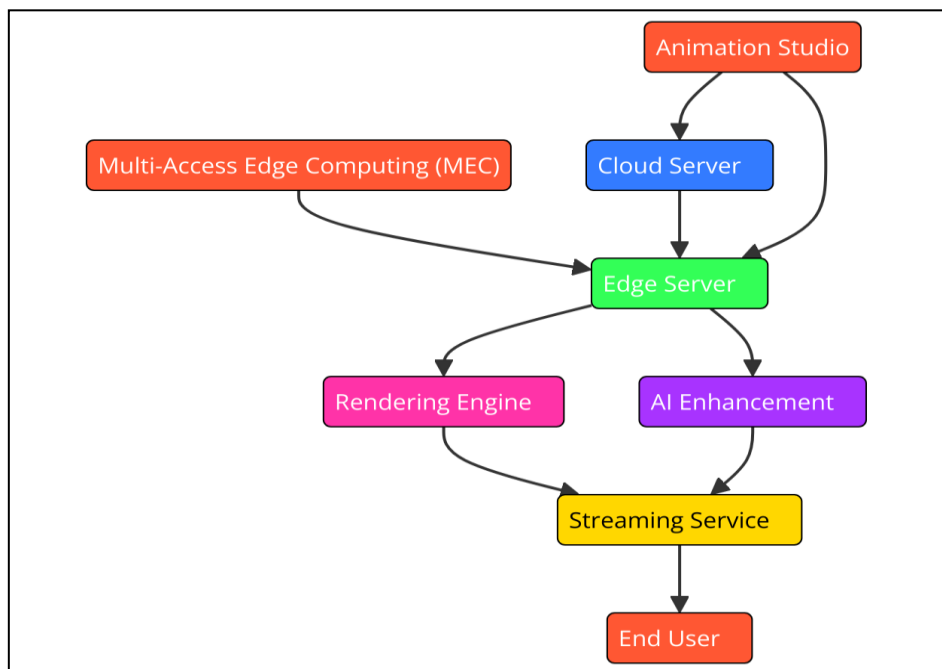 Animation Studio
Multi-Access Edge Computing (MEC)
Cloud Server
Edge Server
Rendering Engine
AI Enhancement
Streaming Service
End User